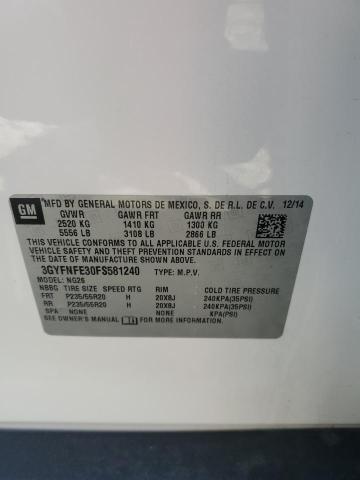 GM
MFD BY GENERAL MOTORS DE MEXICO, S. DE R.L. DE C.V. 12/14
GVWR GAWR FRT GAWR RR
2520 KG 1410 KG 1300 KG
5556 LB 3108 LB 2866 LB
THIS VEHICLE CONFORMS TO ALL APPLICABLE U.S. FEDERAL MOTOR
VEHICLE SAFETY, BUMPER, AND THEFT PREVENTION STANDARDS
IN EFFECT ON THE DATE OF MANUFACTURE SHOWN ABOVE.
3GYFNFE30FS581240 TYPE: M.P.V.
MODEL: NG26
NBBG TIRE SIZE SPEED RTG RIM COLD TIRE PRESSURE
FRT P235/55R20 H 20X8J 240KPA(35PSI)
RR P235/55R20 H 20X8J 240KPA(35PSI)
SPA NONE NONE KPA(PSI)
SEE OWNER'S MANUAL FOR MORE INFORMATION.